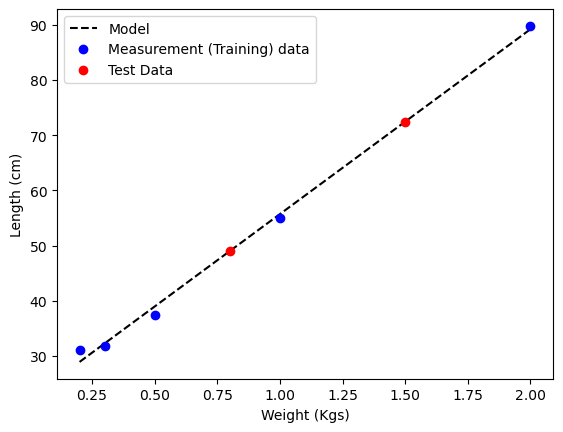 Model
Measurement (Training) data
Test Data
90
80
70
60
50
40
30
Length (cm)
0.25 0.50 0.75 1.00 1.25 1.50 1.75 2.00
Weight (Kgs)